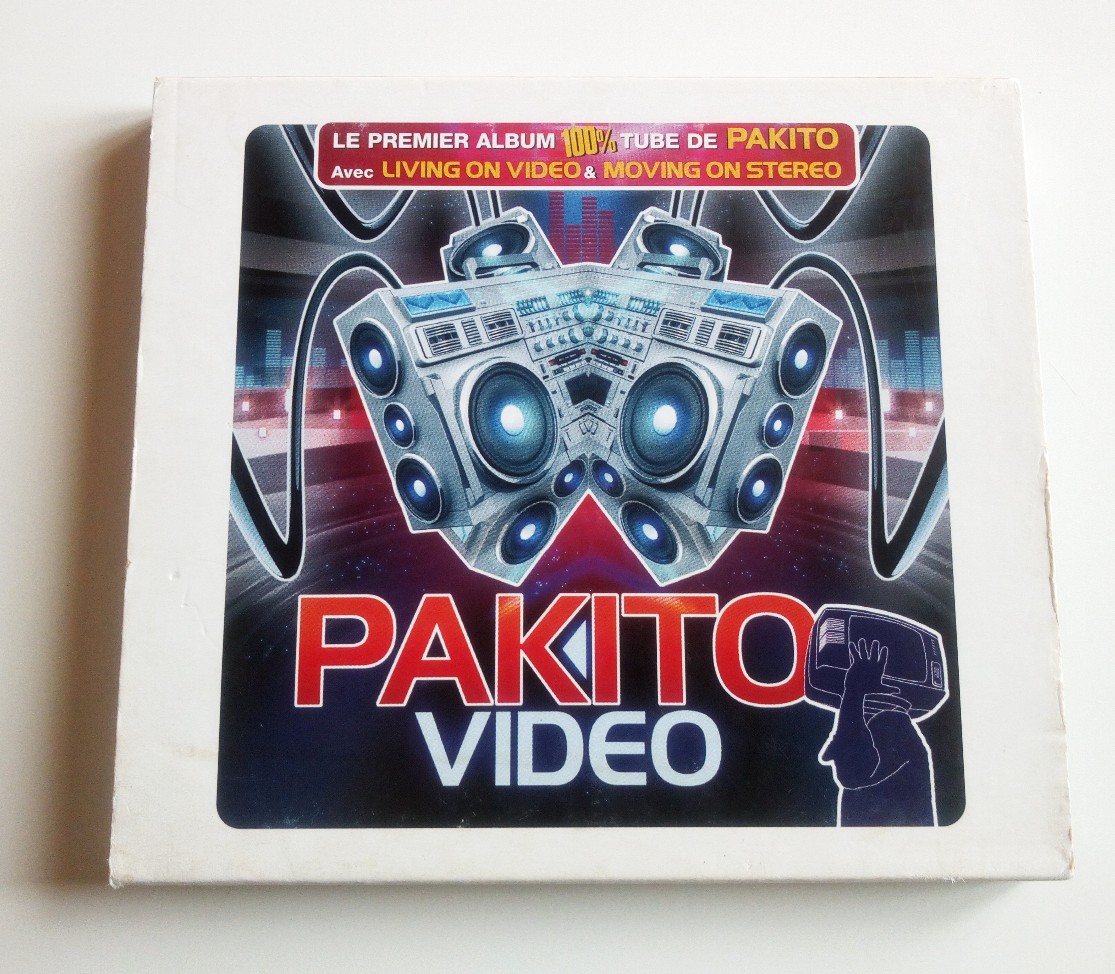 LE PREMIER ALBUM 100% TUBE DE PAKITO
Avec LIVING ON VIDEO & MOVING ON STEREO
PAKITO
VIDEO